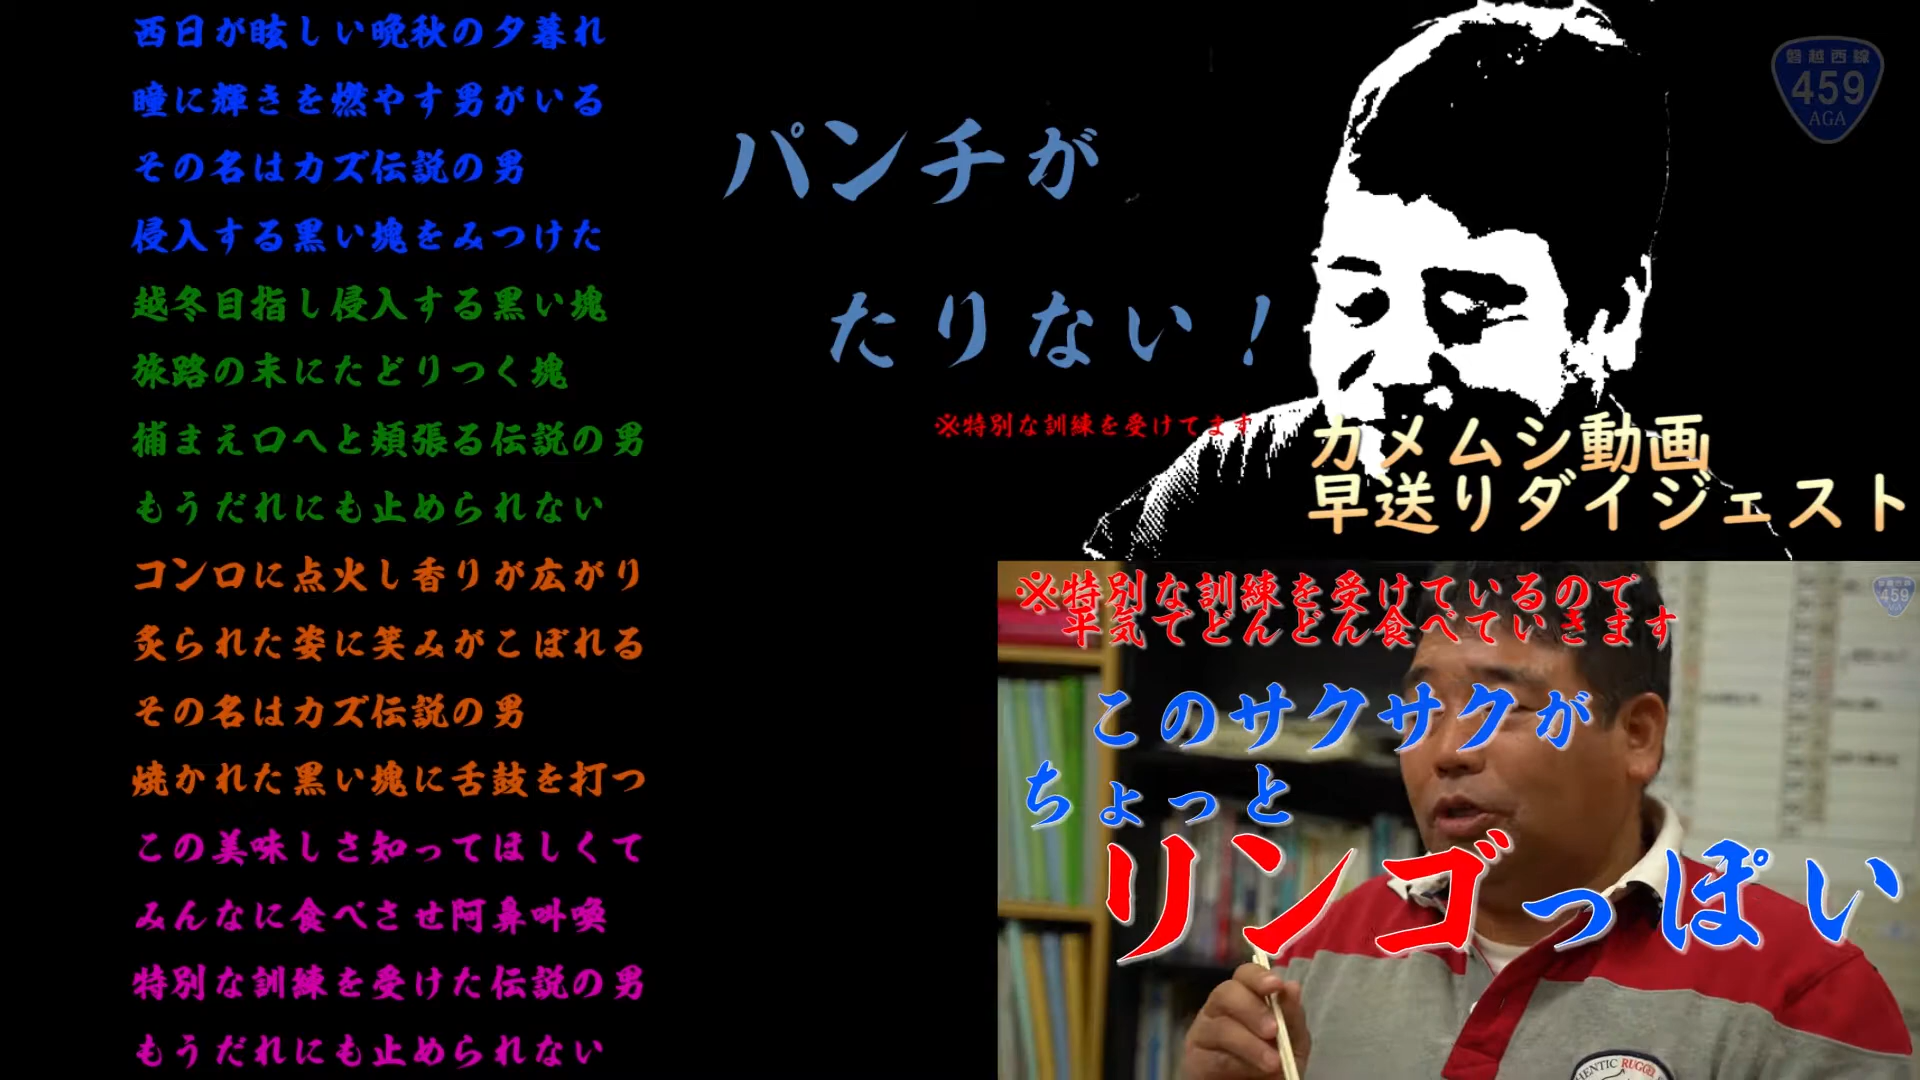 西日が眩しい晩秋の夕暮れ
瞳に輝きを燃やす男がいる
その名はカズ伝説の男
侵入する黒い塊をみつけた
越冬目指し侵入する黒い塊
旅路の末にたどりつく塊
捕まえ口へと頬張る伝説の男
もうだれにも止められない
コンロに点火し香りが広がり
炙られた姿に笑みがこぼれる
その名はカズ伝説の男
焼かれた黒い塊に舌鼓を打つ
この美味しさ知ってほしくて
みんなに食べさせ阿鼻叫喚
特別な訓練を受けた伝説の男
もうだれにも止められない
パンチが
たりない！
※特別な訓練を受けてます
磐越西線
459
AGA
カメムシ動画
早送りダイジェスト
※特別な訓練を受けているので
平気でどんどん食べていきます
459
このサクサクが
ちょっと
リンゴっぽい